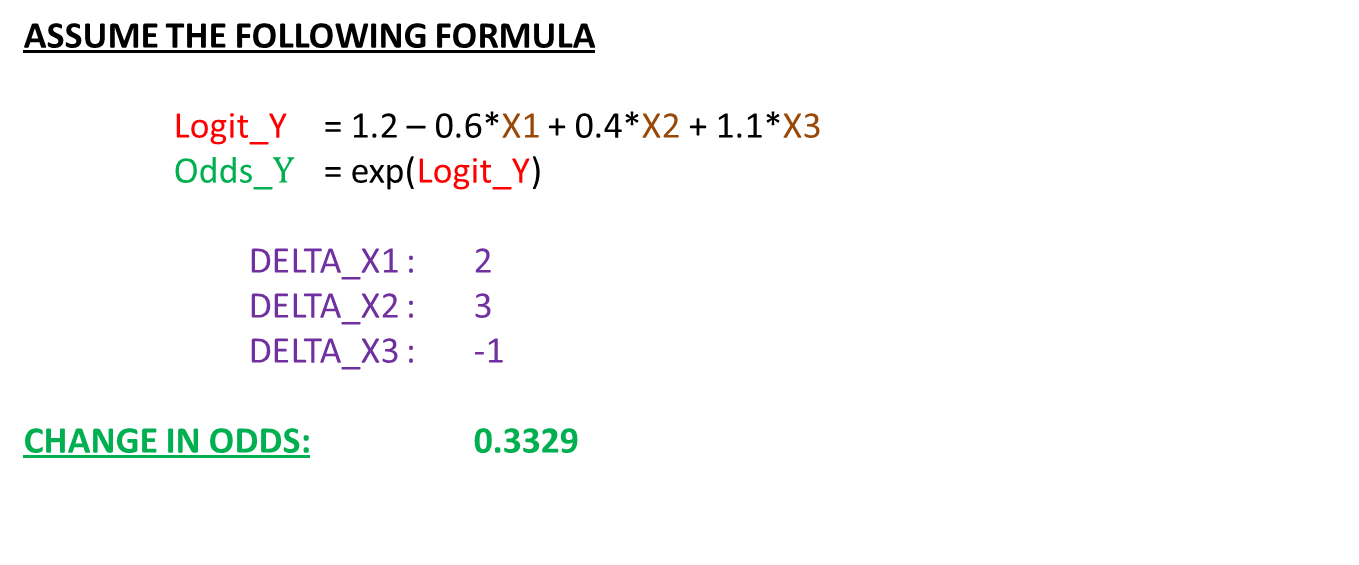 ASSUME THE FOLLOWING FORMULA
Logit_Y = 1.2 – 0.6*X1 + 0.4*X2 + 1.1*X3
Odds_Y = exp(Logit_Y)
DELTA_X1 : 2
DELTA_X2 : 3
DELTA_X3 : -1
CHANGE IN ODDS: 0.3329